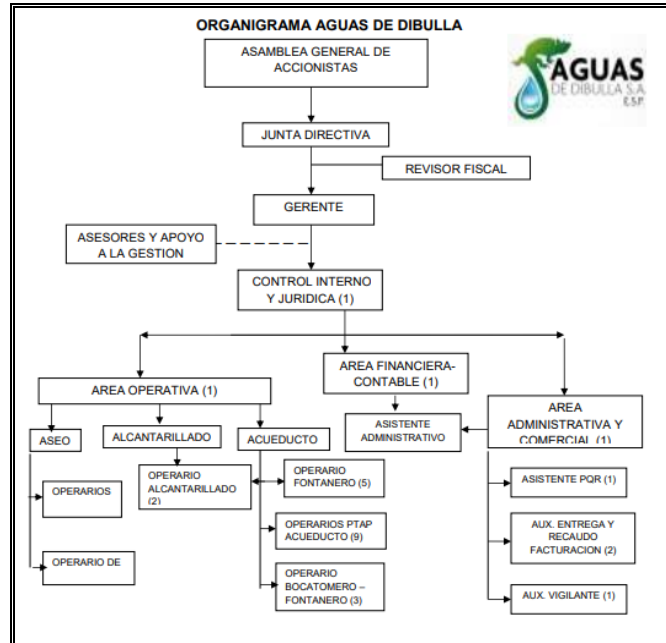 ORGANIGRAMA AGUAS DE DIBULLA
ASAMBLEA GENERAL DE
ACCIONISTAS
AGUAS
DE DIBULLA S.A.
E.S.P.
JUNTA DIRECTIVA
REVISOR FISCAL
GERENTE
ASESORES Y APOYO
A LA GESTION
CONTROL INTERNO
Y JURIDICA (1)
AREA OPERATIVA (1)
AREA FINANCIERA-
CONTABLE (1)
AREA
ADMINISTRATIVA Y
COMERCIAL (1)
ASEO
ALCANTARILLADO
ACUEDUCTO
ASISTENTE
ADMINISTRATIVO
OPERARIOS
OPERARIO
ALCANTARILLADO
(2)
OPERARIO
FONTANERO (5)
ASISTENTE PQR (1)
OPERARIOS PTAP
ACUEDUCTO (9)
AUX. ENTREGA Y
RECAUDO
FACTURACION (2)
OPERARIO DE
OPERARIO
BOCATOMERO –
FONTANERO (3)
AUX. VIGILANTE (1)